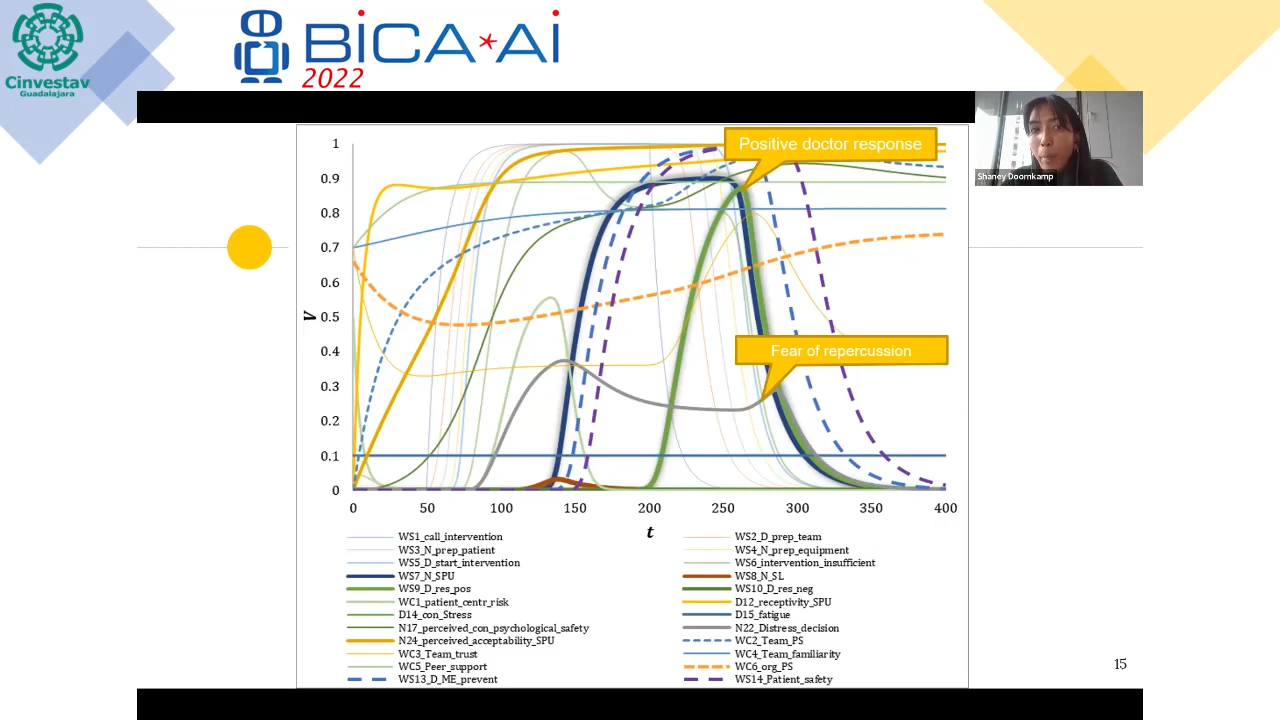 Cinvestav
Guadalajara
BiCA*Ai
2022
Shaney Doornkamp
Positive doctor response
Fear of repercussion
1
0.9
0.8
0.7
0.6
0.5
0.4
0.3
0.2
0.1
0
V
0 50 100 150 200 250 300 350 400
t
WS1_call_intervention WS2_D_prep_team
WS3_N_prep_patient WS4_N_prep_equipment
WS5_D_start_intervention WS6_intervention_insufficient
WS7_N_SPU WS8_N_SL
WS9_D_res_pos WS10_D_res_neg
WC1_patient_centr_risk D12_receptivity_SPU
D14_con_Stress D15_fatigue
N17_perceived_con_psychological_safety N22_Distress_decision
N24_perceived_acceptability_SPU WC2_Team_PS
WC3_Team_trust WC4_Team_familiarity
WC5_Peer_support WC6_org_PS
WS13_D_ME_prevent WS14_Patient_safety
15